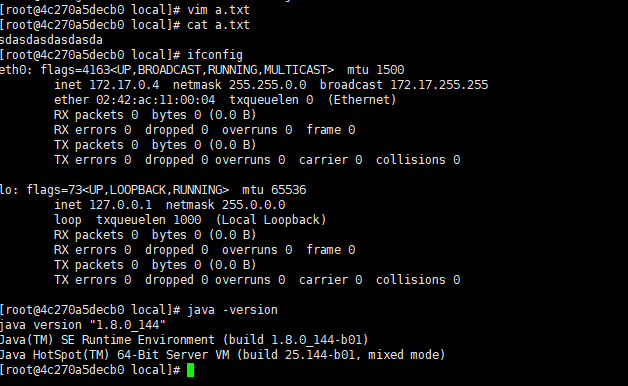 [root@4c270a5decb0 local]# vim a.txt
[root@4c270a5decb0 local]# cat a.txt
sdasdasdasdasda
[root@4c270a5decb0 local]# ifconfig
eth0: flags=4163<UP,BROADCAST,RUNNING,MULTICAST>  mtu 1500
        inet 172.17.0.4  netmask 255.255.0.0  broadcast 172.17.255.255
        ether 02:42:ac:11:00:04  txqueuelen 0  (Ethernet)
        RX packets 0  bytes 0 (0.0 B)
        RX errors 0  dropped 0  overruns 0  frame 0
        TX packets 0  bytes 0 (0.0 B)
        TX errors 0  dropped 0 overruns 0  carrier 0  collisions 0

lo: flags=73<UP,LOOPBACK,RUNNING>  mtu 65536
        inet 127.0.0.1  netmask 255.0.0.0
        loop  txqueuelen 1000  (Local Loopback)
        RX packets 0  bytes 0 (0.0 B)
        RX errors 0  dropped 0  overruns 0  frame 0
        TX packets 0  bytes 0 (0.0 B)
        TX errors 0  dropped 0 overruns 0  carrier 0  collisions 0

[root@4c270a5decb0 local]# java -version
java version "1.8.0_144"
Java(TM) SE Runtime Environment (build 1.8.0_144-b01)
Java HotSpot(TM) 64-Bit Server VM (build 25.144-b01, mixed mode)
[root@4c270a5decb0 local]#